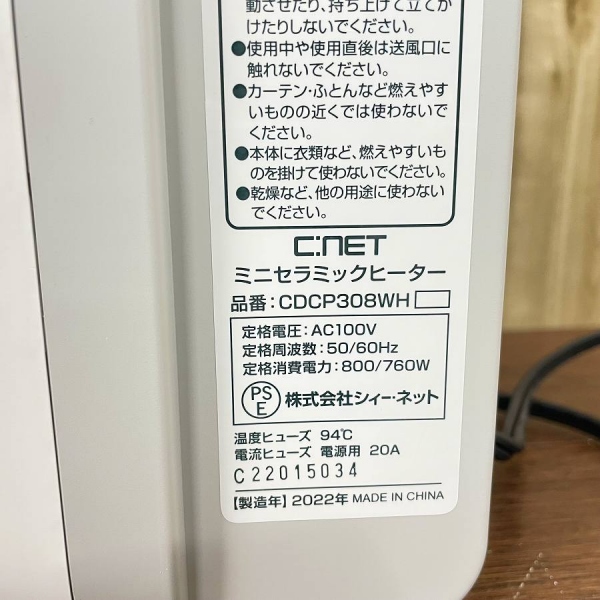 動させたり、持ち上げて立てか
けたりしないでください。
●使用中や使用直後は送風口に
触れないでください。
●カーテン・ふとんなど燃えやす
いものの近くでは使わないで
ください。
●本体に衣類など、燃えやすいも
のを掛けて使わないでください。
●乾燥など、他の用途に使わない
でください。
C:NET
ミニセラミックヒーター
品番：CDCP308WH
定格電圧：AC100V
定格周波数：50/60Hz
定格消費電力：800/760W
PSE 株式会社シィー・ネット
温度ヒューズ 94℃
電流ヒューズ 電源用 20A
C22015034
【製造年】2022年 MADE IN CHINA